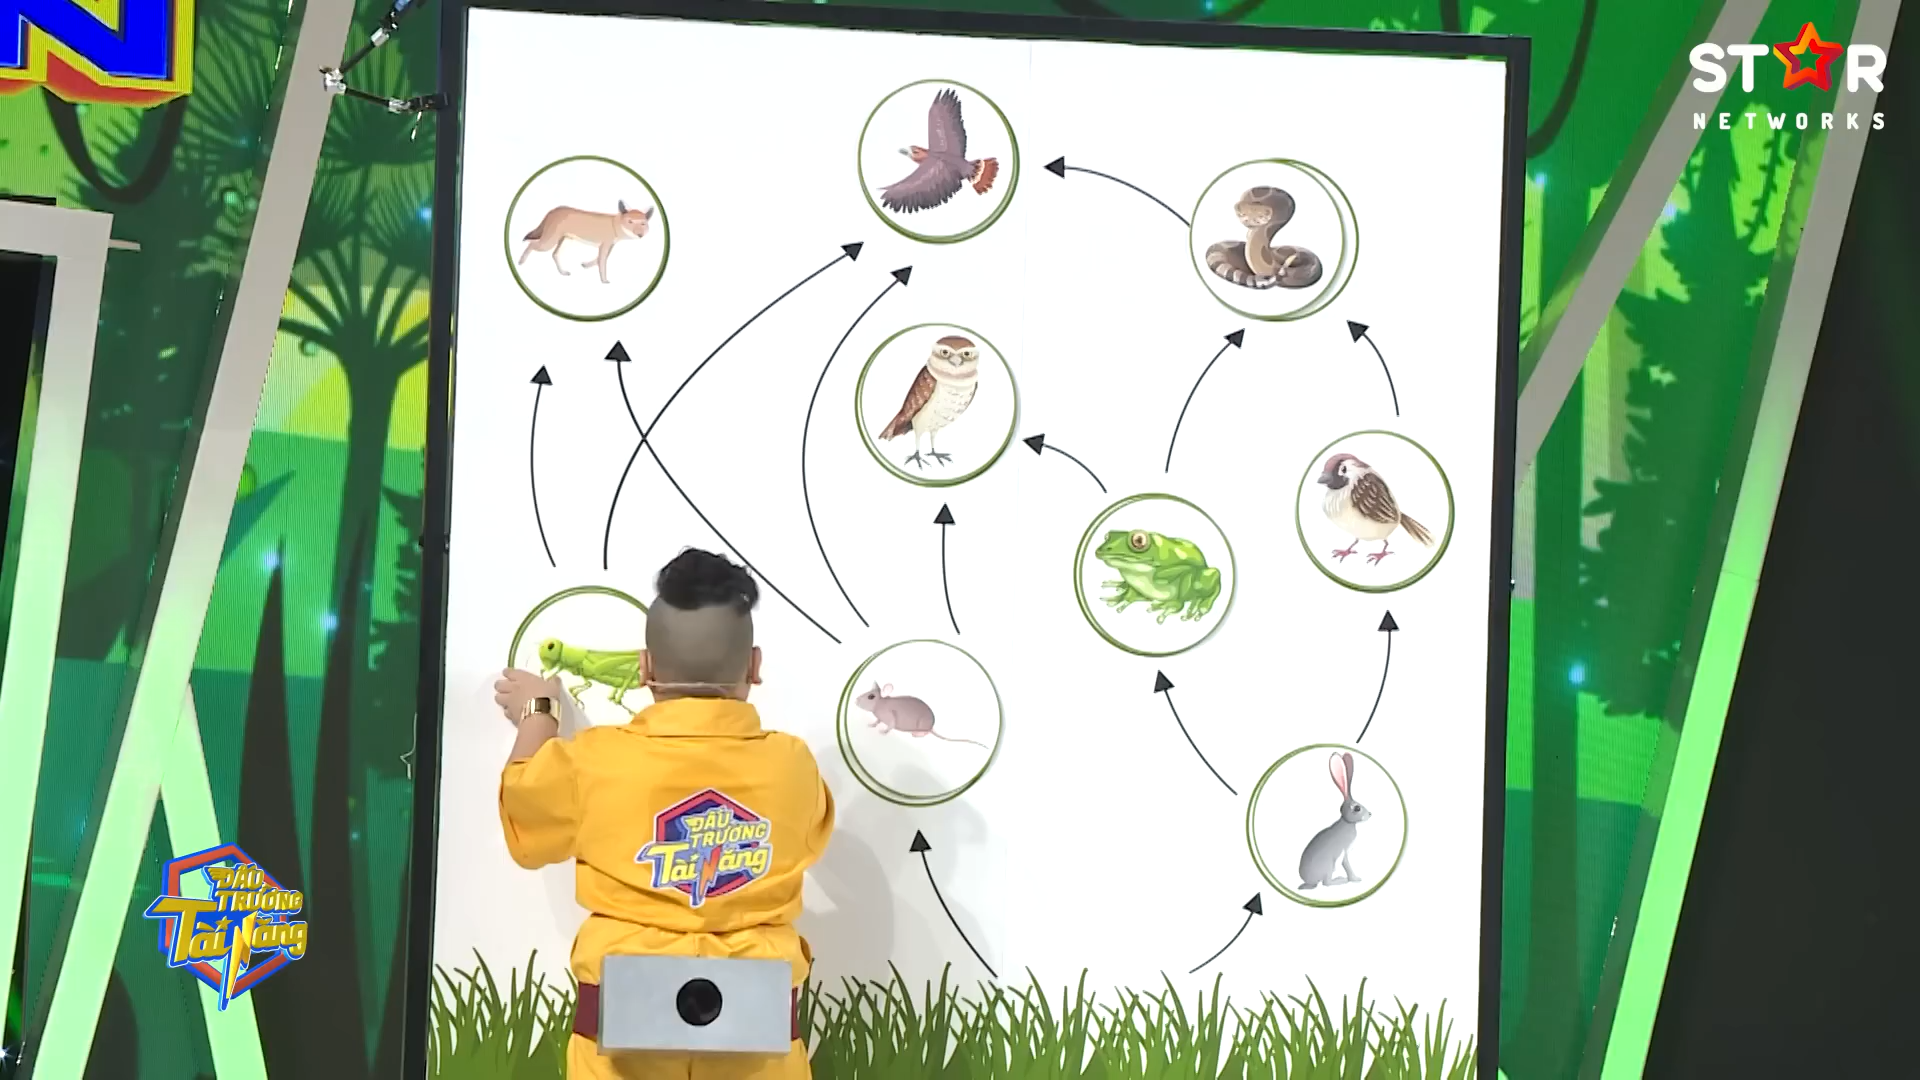 N
STAR
NETWORKS
ĐẤU
TRƯỜNG
Tài Năng
ĐẤU
TRƯỜNG
Tài Năng